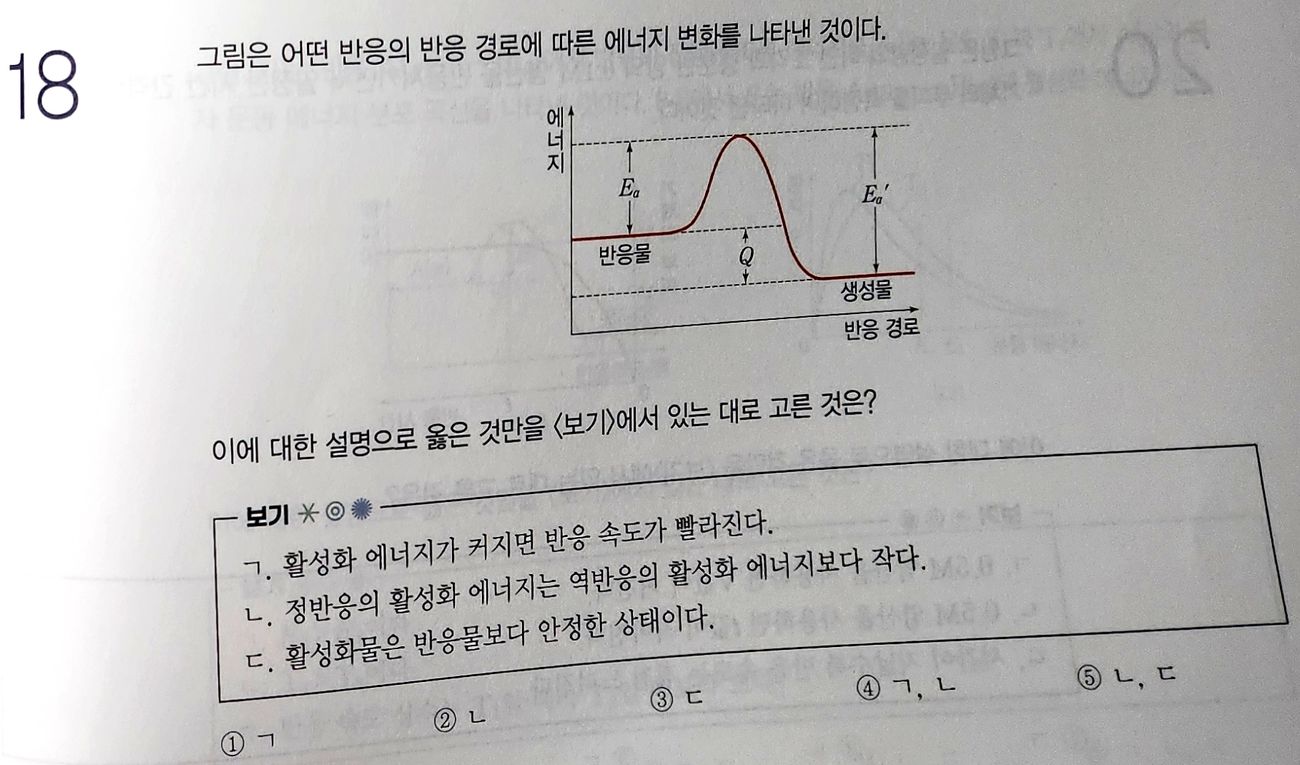 18
그림은 어떤 반응의 반응 경로에 따른 에너지 변화를 나타낸 것이다.
에너지
Eₐ
Eₐ′
반응물
Q
생성물
반응 경로
이에 대한 설명으로 옳은 것만을 〈보기〉에서 있는 대로 고른 것은?
보기
ㄱ. 활성화 에너지가 커지면 반응 속도가 빨라진다.
ㄴ. 정반응의 활성화 에너지는 역반응의 활성화 에너지보다 작다.
ㄷ. 활성화물은 반응물보다 안정한 상태이다.
① ㄱ ② ㄴ ③ ㄷ ④ ㄱ, ㄴ ⑤ ㄴ, ㄷ